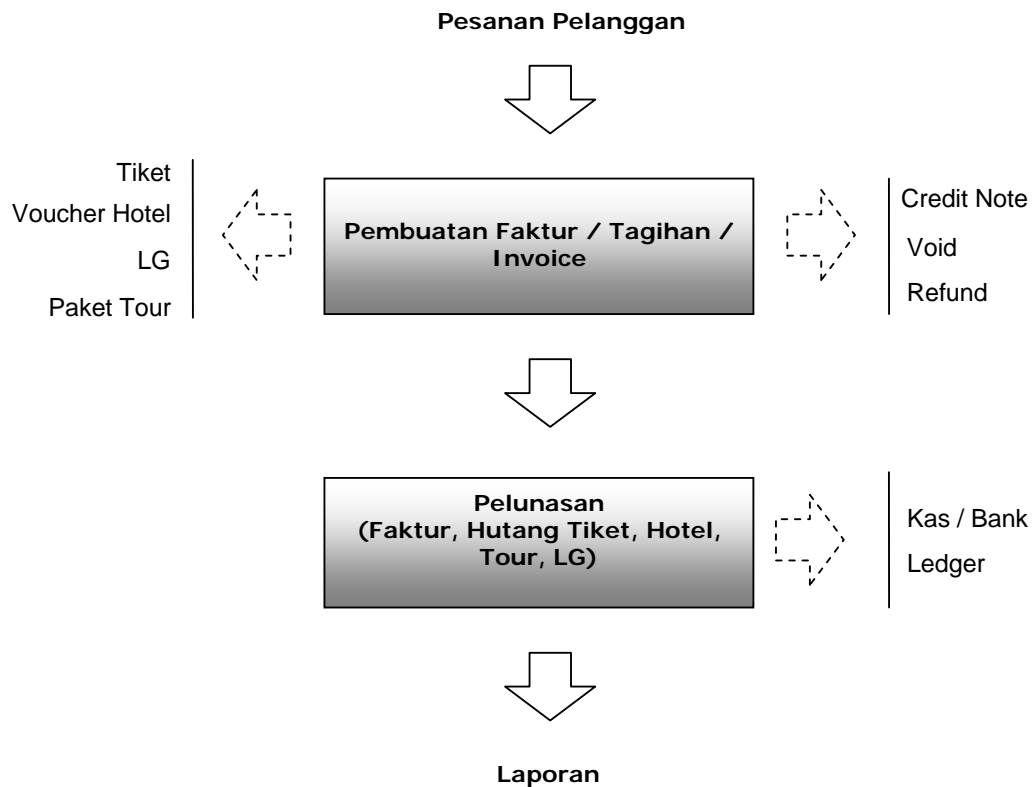 Pesanan Pelanggan
Tiket
Voucher Hotel
LG
Paket Tour
Pembuatan Faktur / Tagihan /
Invoice
Credit Note
Void
Refund
Pelunasan
(Faktur, Hutang Tiket, Hotel,
Tour, LG)
Kas / Bank
Ledger
Laporan